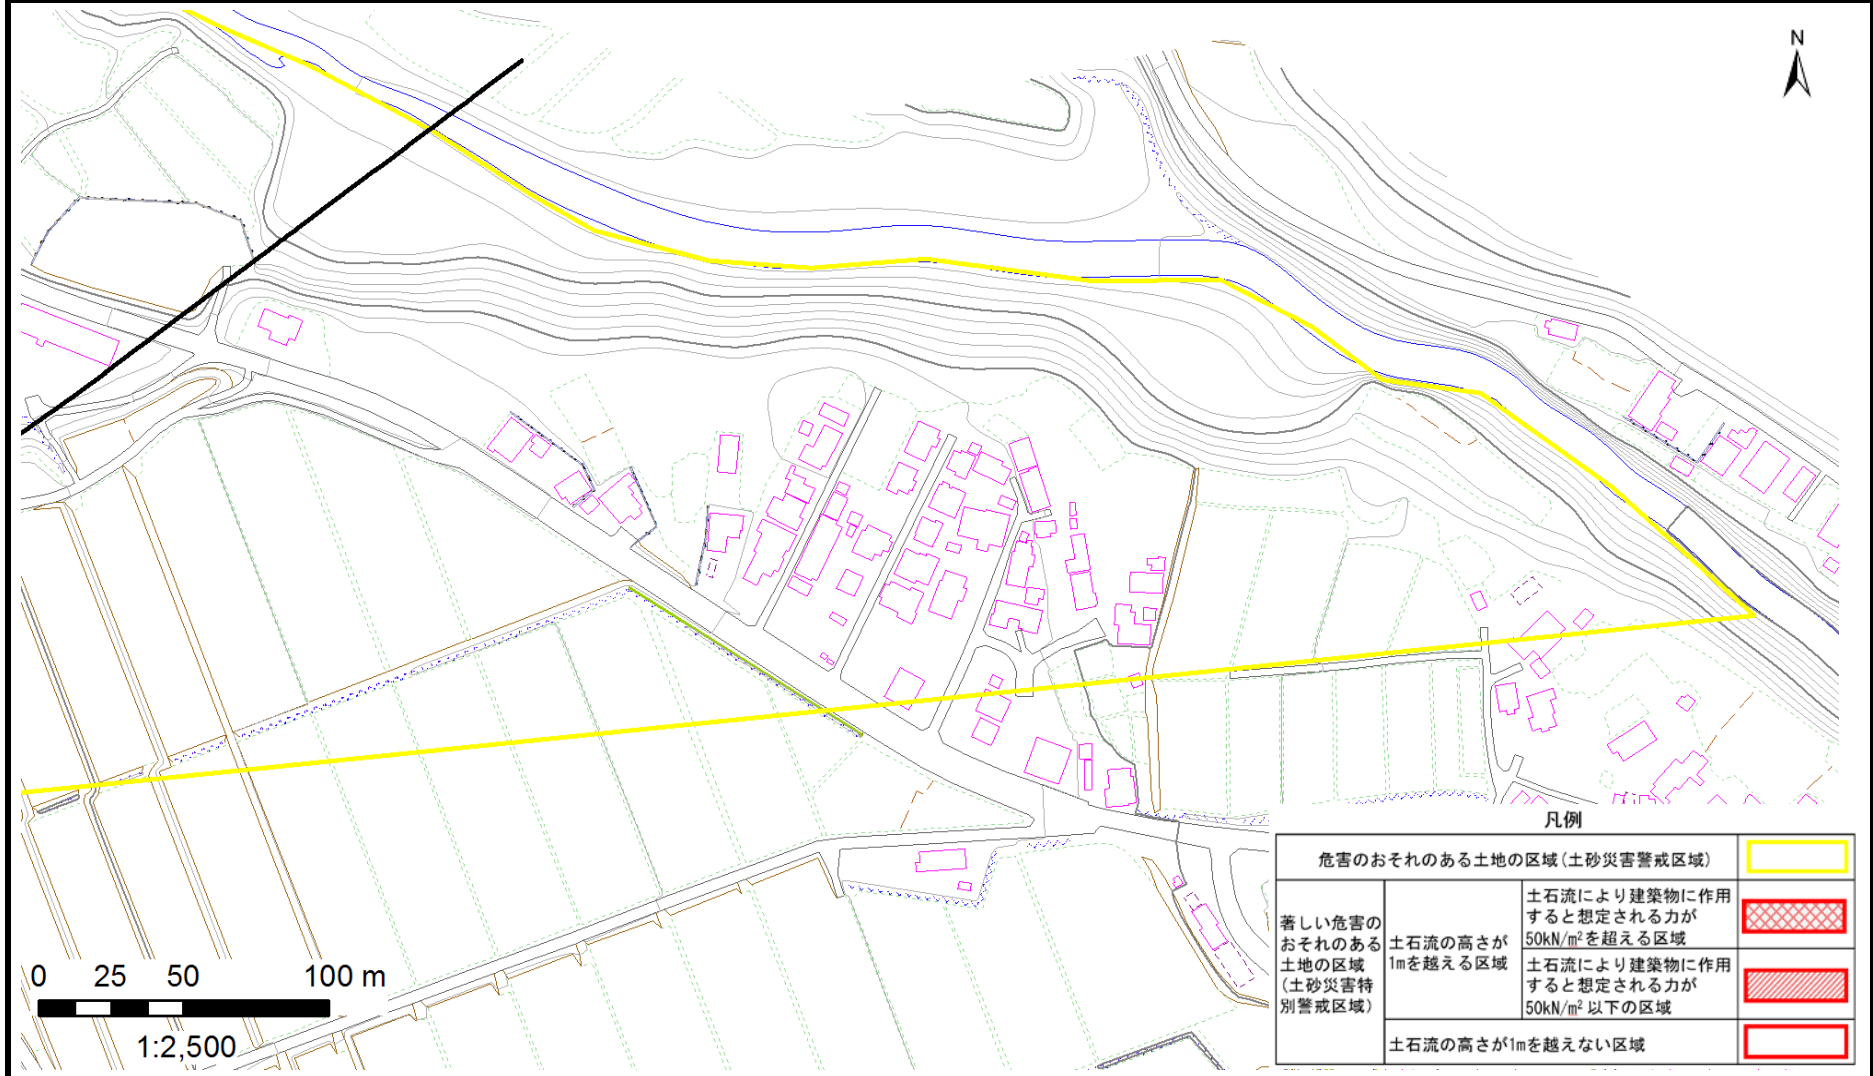 N
凡例
危害のおそれのある土地の区域(土砂災害警戒区域)
著しい危害の
おそれのある
土地の区域
(土砂災害特
別警戒区域)
土石流の高さが
1mを越える区域
土石流により建築物に作用
すると想定される力が
50kN/m²を超える区域
土石流により建築物に作用
すると想定される力が
50kN/m² 以下の区域
土石流の高さが1mを越えない区域
0 25 50 100 m
1:2,500